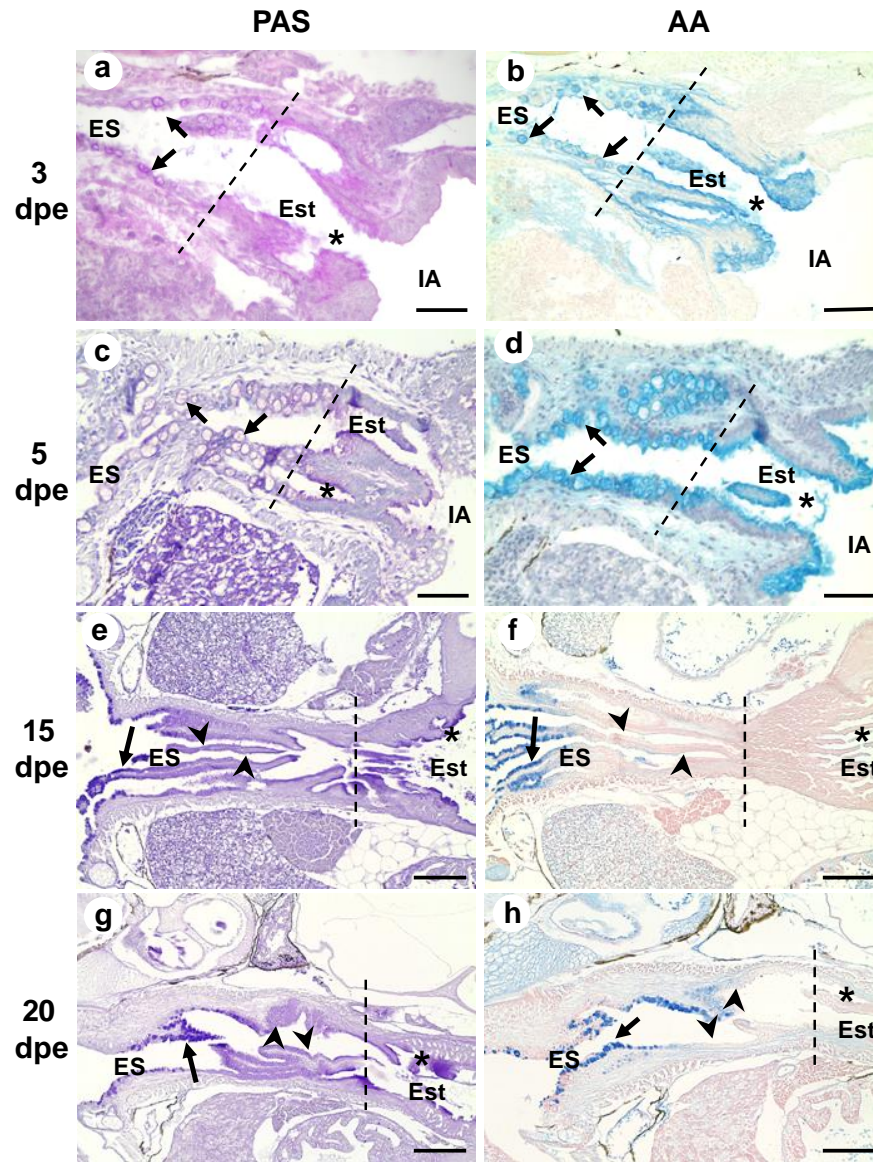 PAS AA
a b
ES ES
3 dpe
Est Est
* *
IA IA
c d
Est
ES ES
5 dpe
Est
* *
IA IA
e f
15 dpe
* *
ES Est ES Est
g h
20 dpe
* *
ES Est ES Est